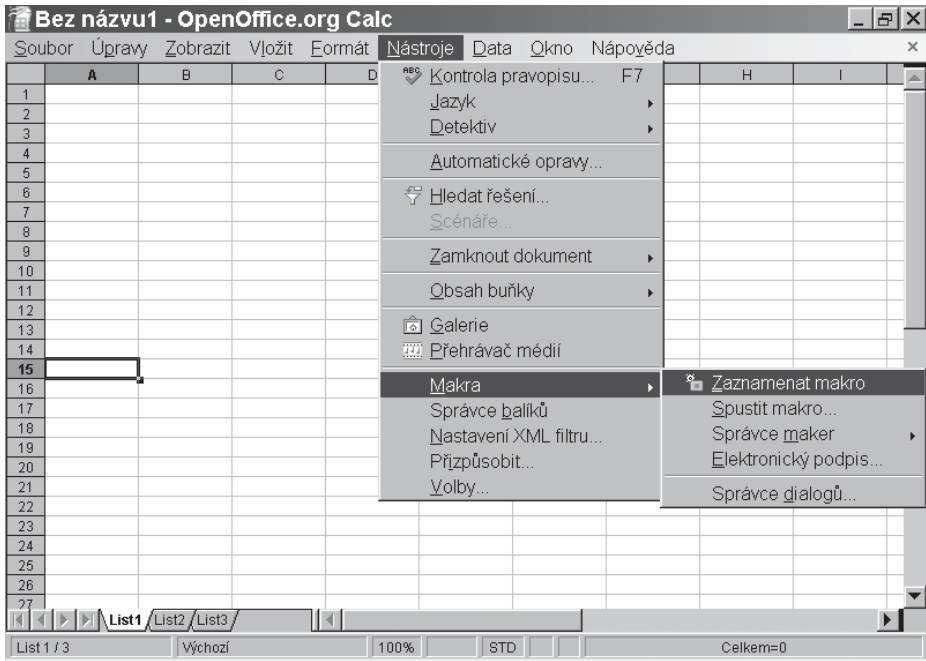 Bez názvu1 - OpenOffice.org Calc
Soubor Úpravy Zobrazit Vložit Formát Nástroje Data Okno Nápověda
A B C D H I
1
2
3
4
5
6
7
8
9
10
11
12
13
14
15
16
17
18
19
20
21
22
23
24
25
26
27
Kontrola pravopisu... F7
Jazyk
Detektiv
Automatické opravy...
Hledat řešení...
Scénáře...
Zamknout dokument
Obsah buňky
Galerie
Přehrávač médií
Makra
Správce balíků
Nastavení XML filtru...
Přizpůsobit...
Volby...
Zaznamenat makro
Spustit makro...
Správce maker
Elektronický podpis...
Správce dialogů...
List1 List2 List3
List 1 / 3 Výchozí 100% STD Celkem=0